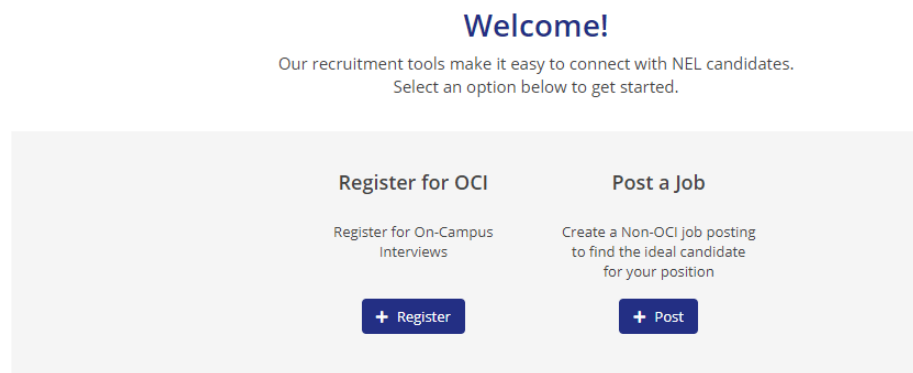 Welcome!
Our recruitment tools make it easy to connect with NEL candidates.
Select an option below to get started.
Register for OCI
Register for On-Campus
Interviews
+ Register
Post a Job
Create a Non-OCI job posting
to find the ideal candidate
for your position
+ Post